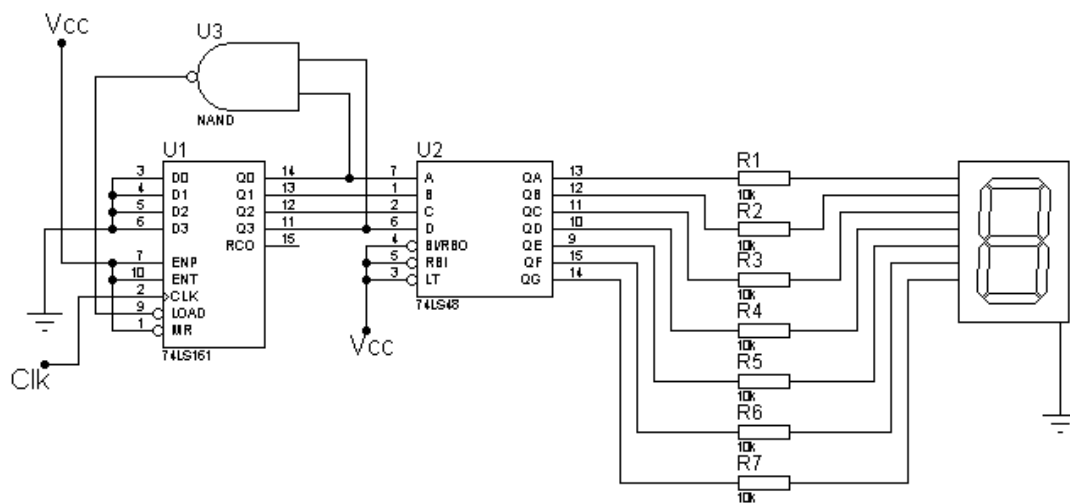 Vcc
U3
NAND
U1
3 D0 Q0 14
4 D1 Q1 13
5 D2 Q2 12
6 D3 Q3 11
RCO 15
7 ENP
10 ENT
2 CLK
9 LOAD
1 MR
74LS161
Clk
U2
7 A QA 13
1 B QB 12
2 C QC 11
6 D QD 10
4 BI/RBO QE 9
5 RBI QF 15
3 LT QG 14
74LS48
Vcc
R1
10k
R2
10k
R3
10k
R4
10k
R5
10k
R6
10k
R7
10k